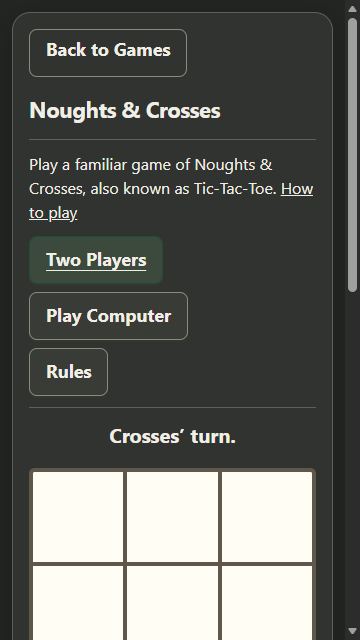 Back to Games
Noughts & Crosses
Play a familiar game of Noughts &
Crosses, also known as Tic-Tac-Toe. How
to play
Two Players
Play Computer
Rules
Crosses’ turn.